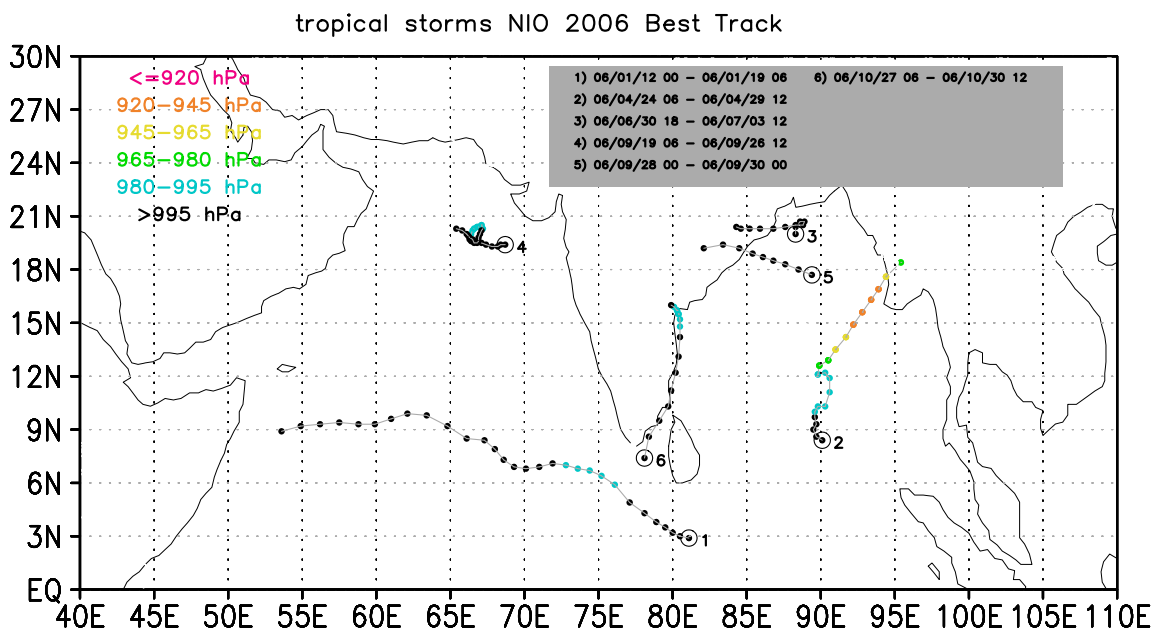 tropical storms NIO 2006 Best Track
30N
<=920 hPa
1) 06/01/12 00 - 06/01/19 06 6) 06/10/27 06 - 06/10/30 12
920-945 hPa
2) 06/04/24 06 - 06/04/29 12
27N
3) 06/06/30 18 - 06/07/03 12
945-965 hPa
4) 06/09/19 06 - 06/09/26 12
24N
965-980 hPa
5) 06/09/28 00 - 06/09/30 00
980-995 hPa
21N
>995 hPa
3
4
18N
5
15N
12N
9N
2
6
6N
3N
1
EQ
40E 45E 50E 55E 60E 65E 70E 75E 80E 85E 90E 95E 100E 105E 110E